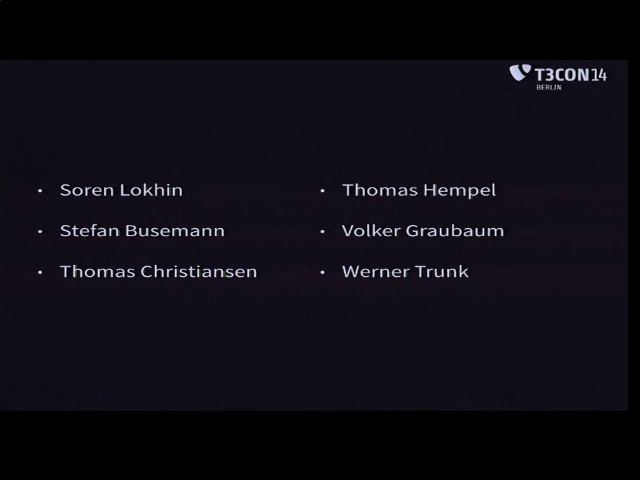 T3CON14
BERLIN
• Soren Lokhin
• Stefan Busemann
• Thomas Christiansen
• Thomas Hempel
• Volker Graubaum
• Werner Trunk